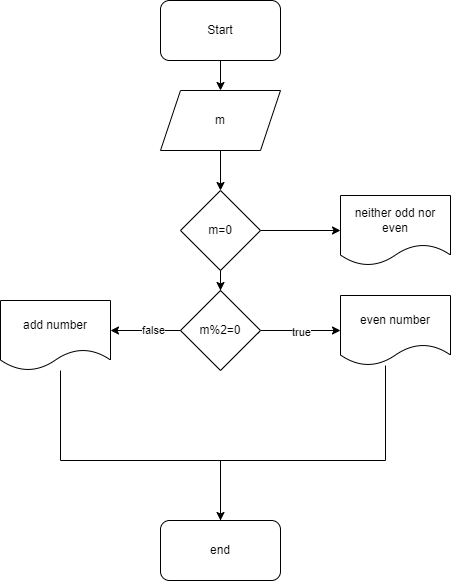 Start
m
m=0
neither odd nor
even
add number
false
m%2=0
true
even number
end